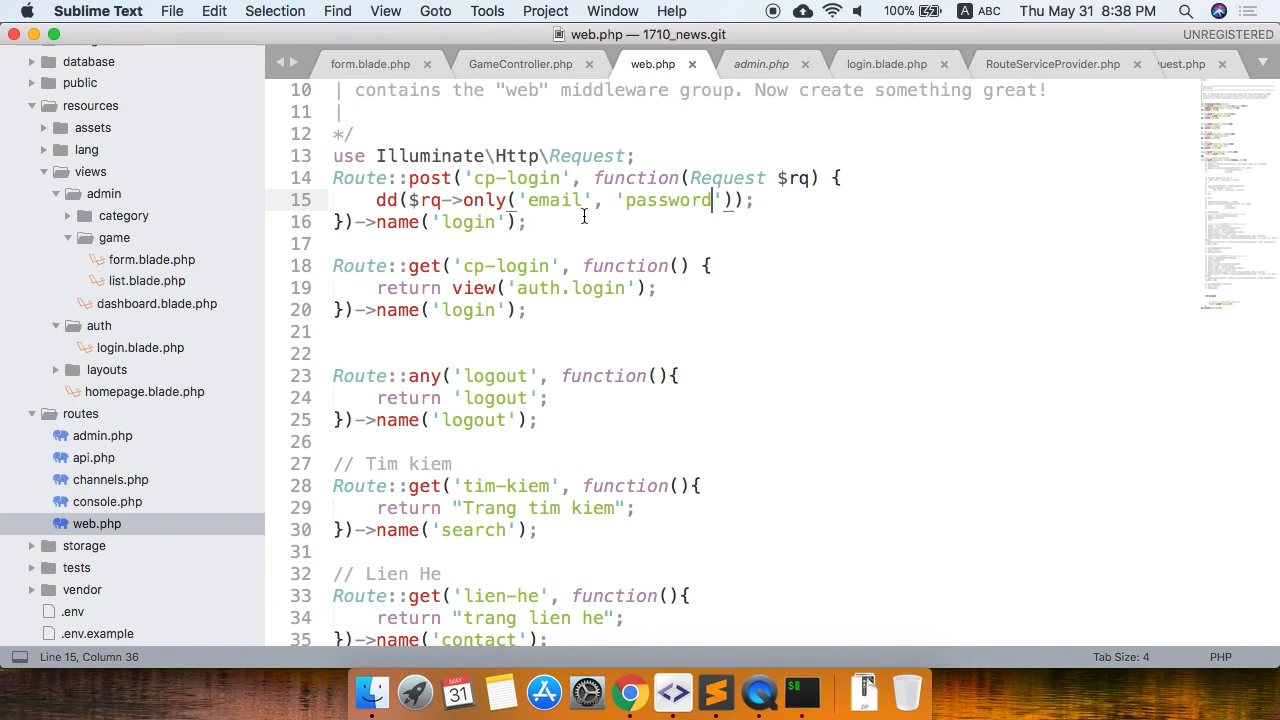 Sublime Text File Edit Selection Find View Goto Tools Project Window Help 100% A ABC Thu May 31 8:38 PM
web.php — 1710_news.git UNREGISTERED
form.blade.php GameController.php web.php admin.php login.blade.php RouteServiceProvider.php uest.php
database
public
resources
assets
lang
views
admin
category
game
form.blade.php
list.blade.php
dashboard.blade.php
auth
login.blade.php
layouts
homepage.blade.php
routes
admin.php
api.php
channels.php
console.php
web.php
storage
tests
vendor
.env
.env.example
10 | contains the "web" middleware group. Now create something great!
11 |
12 */
13 use Illuminate\Http\Request;
14 Route::post('cp-login', function(Request $rq) {
15 dd($rq->only('email', 'password'));
16 })->name('login');
17
18 Route::get('cp-login', function() {
19 return view('auth.login');
20 })->name('login');
21
22
23 Route::any('logout', function(){
24 return 'logout';
25 })->name('logout');
26
27 // Tim kiem
28 Route::get('tim-kiem', function(){
29 return "Trang tim kiem";
30 })->name('search');
31
32 // Lien He
33 Route::get('lien-he', function(){
34 return "trang lien he";
35 })->name('contact');
Line 15, Column 36 Tab Size: 4 PHP
MAY
31
ZIP